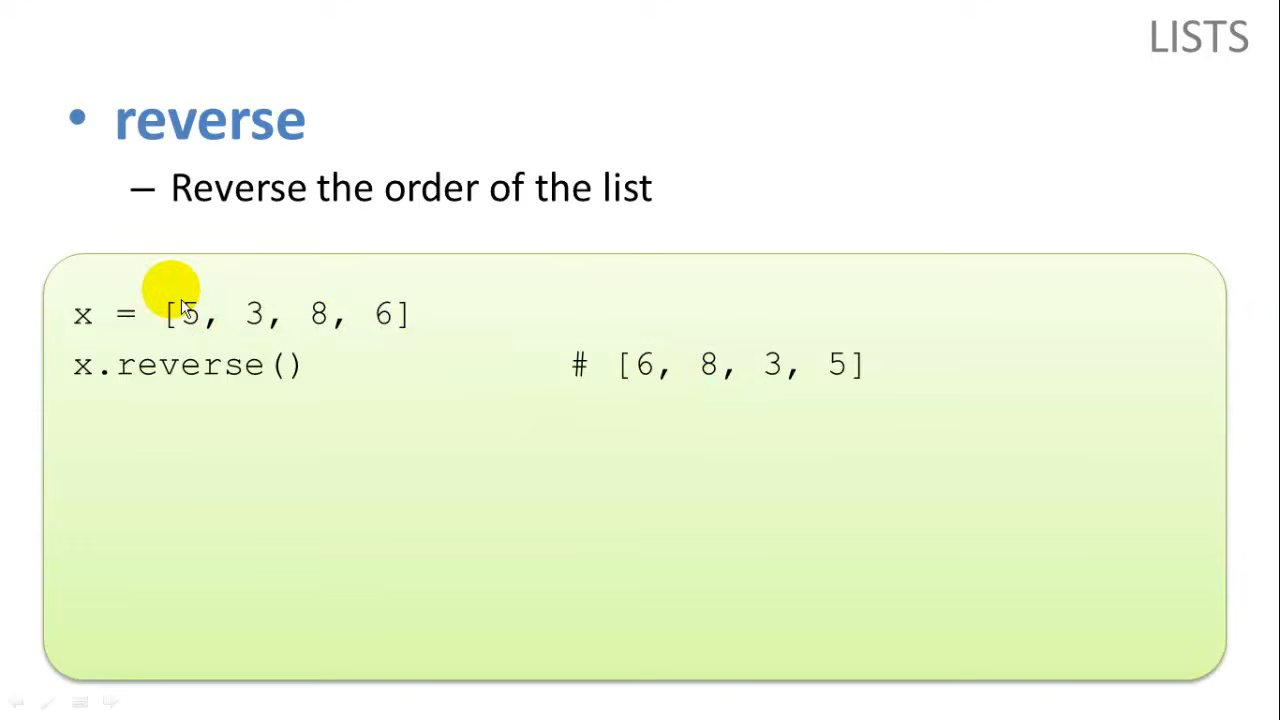 LISTS
• reverse
– Reverse the order of the list
x = [5, 3, 8, 6]
x.reverse() # [6, 8, 3, 5]